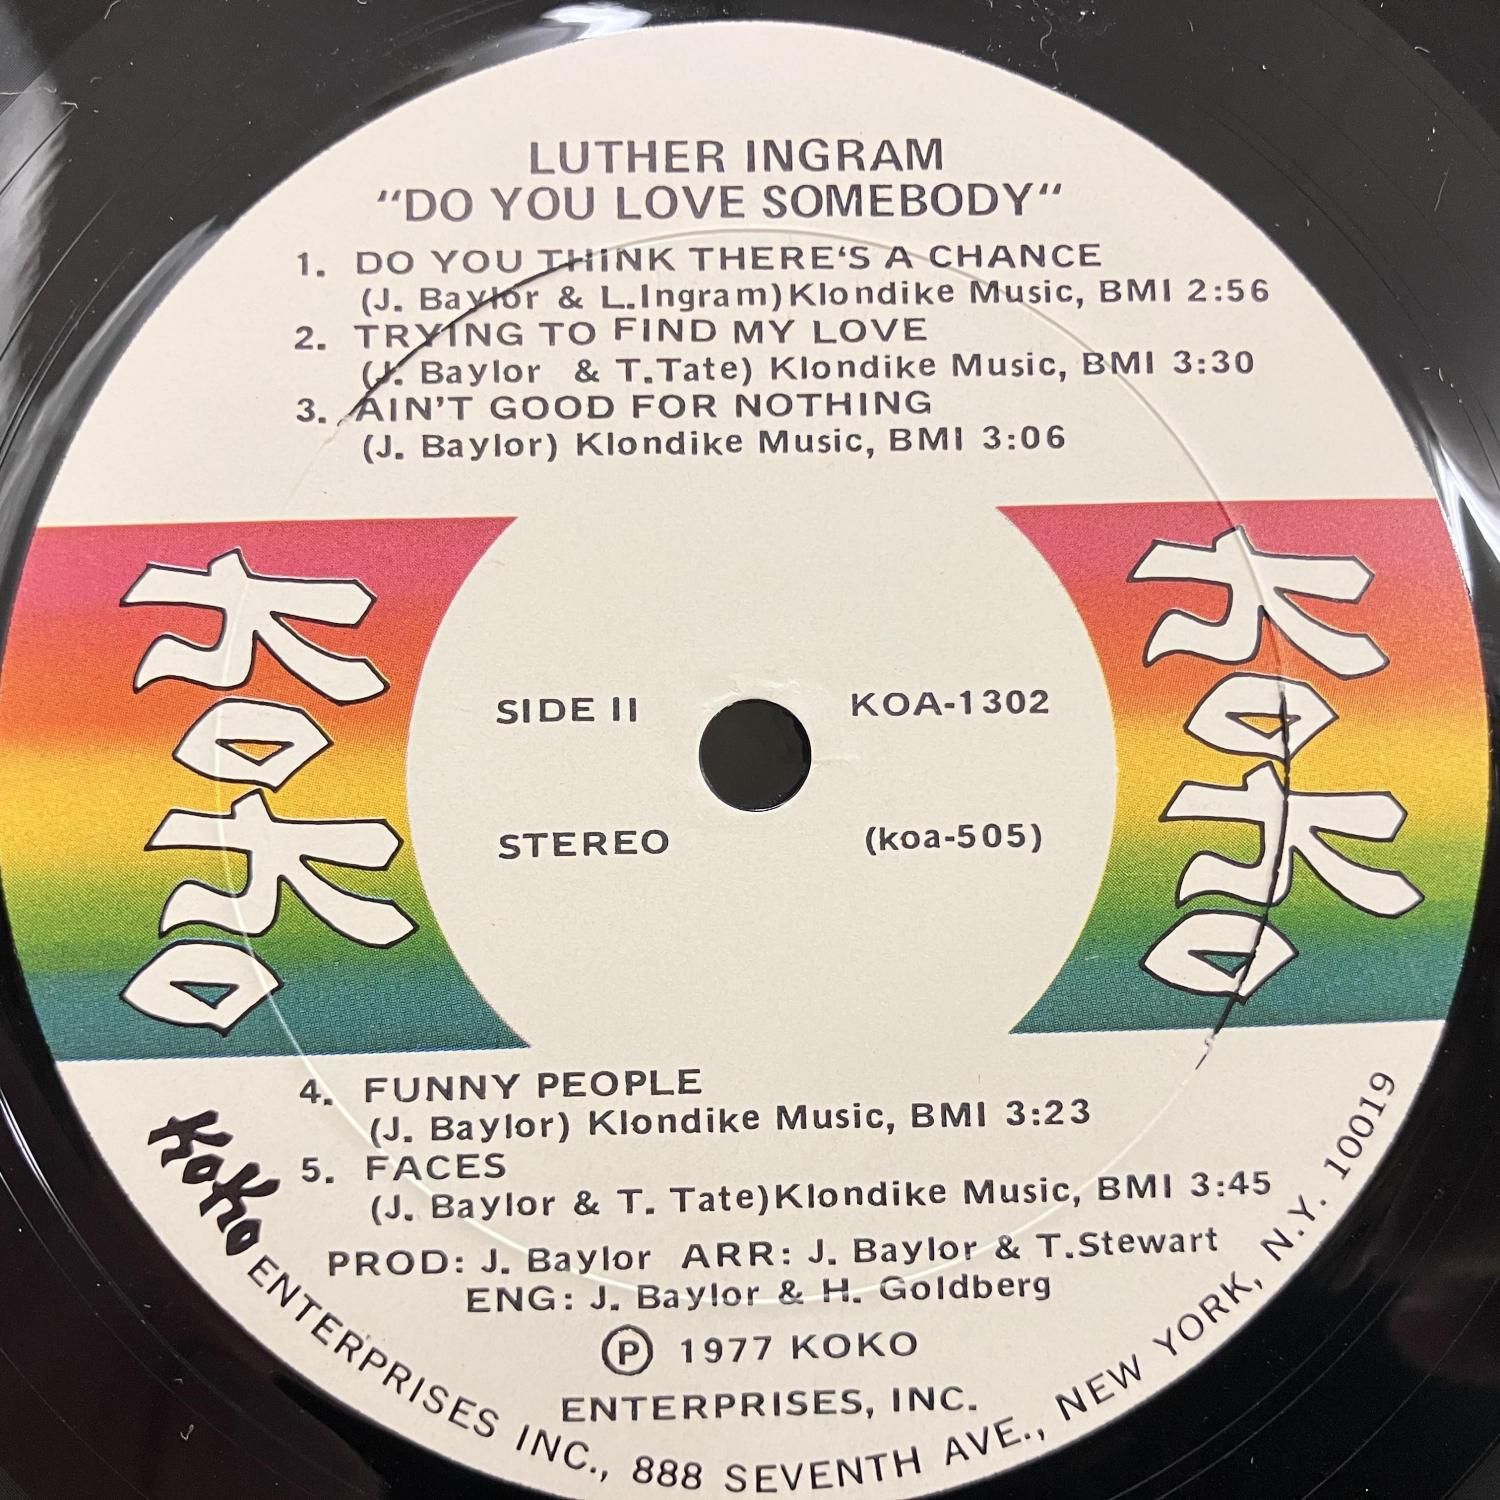 LUTHER INGRAM
"DO YOU LOVE SOMEBODY"
1. DO YOU THINK THERE'S A CHANCE
(J. Baylor & L.Ingram)Klondike Music, BMI 2:56
2. TRYING TO FIND MY LOVE
(J. Baylor & T.Tate) Klondike Music, BMI 3:30
3. AIN'T GOOD FOR NOTHING
(J. Baylor) Klondike Music, BMI 3:06
KOKO
KOKO
SIDE II
KOA-1302
STEREO
(koa-505)
4. FUNNY PEOPLE
(J. Baylor) Klondike Music, BMI 3:23
5. FACES
(J. Baylor & T. Tate)Klondike Music, BMI 3:45
PROD: J. Baylor ARR: J. Baylor & T.Stewart
ENG: J. Baylor & H. Goldberg
Ⓟ 1977 KOKO
ENTERPRISES, INC.
KOKO ENTERPRISES INC., 888 SEVENTH AVE., NEW YORK, N.Y. 10019